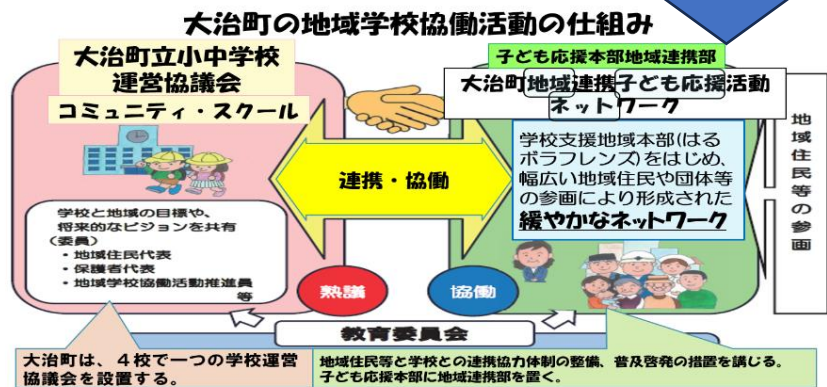 大治町の地域学校協働活動の仕組み
大治町立小中学校
運営協議会
コミュニティ・スクール
学校と地域の目標や、
将来的なビジョンを共有
(委員)
・地域住民代表
・保護者代表
・地域学校協働活動推進員
等
連携・協働
熟議
協働
子ども応援本部地域連携部
大治町地域連携子ども応援活動
ネットワーク
学校支援地域本部(はる
ボラフレンズ)をはじめ、
幅広い地域住民や団体等
の参画により形成された
緩やかなネットワーク
地域住民等の参画
教育委員会
大治町は、4校で一つの学校運営
協議会を設置する。
地域住民等と学校との連携協力体制の整備、普及啓発の措置を講じる。
子ども応援本部に地域連携部を置く。